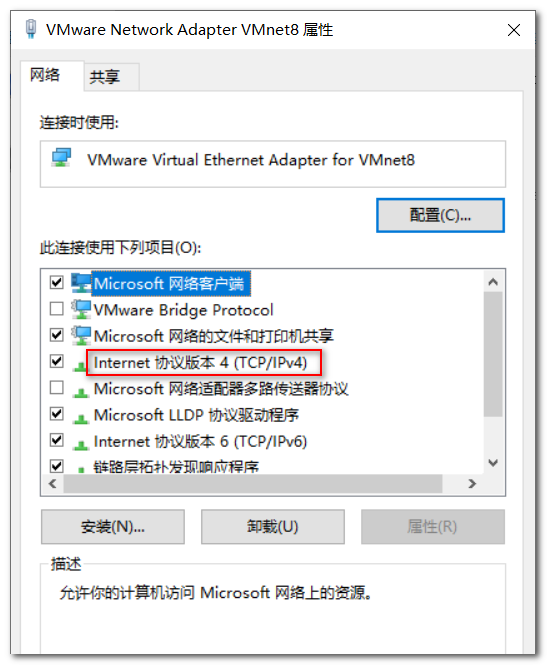 VMware Network Adapter VMnet8 属性
网络
共享
连接时使用:
VMware Virtual Ethernet Adapter for VMnet8
配置(C)...
此连接使用下列项目(O):
Microsoft 网络客户端
VMware Bridge Protocol
Microsoft 网络的文件和打印机共享
Internet 协议版本 4 (TCP/IPv4)
Microsoft 网络适配器多路传送器协议
Microsoft LLDP 协议驱动程序
Internet 协议版本 6 (TCP/IPv6)
链路层拓扑发现响应程序
安装(N)...
卸载(U)
属性(R)
描述
允许你的计算机访问 Microsoft 网络上的资源。